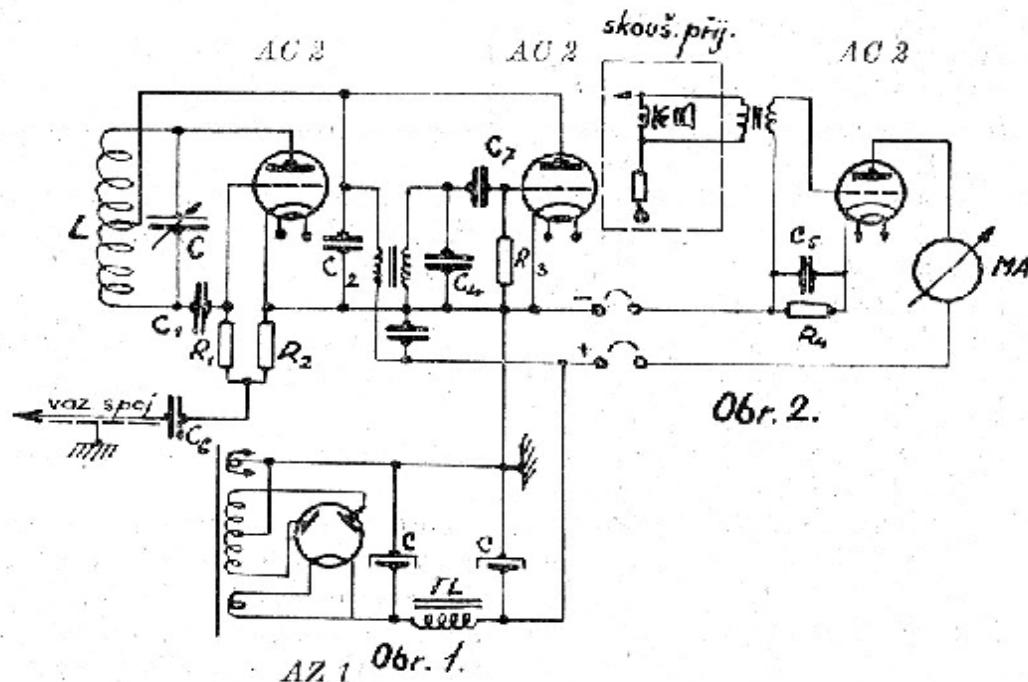 skouš. přij.
AC 2
AC 2
AC 2
L
C
C1
R1
R2
C2
C4
C7
R3
C5
R4
MA
−
+
vaz spoj
C6
Obr. 2.
C
C
TL
AZ 1
Obr. 1.